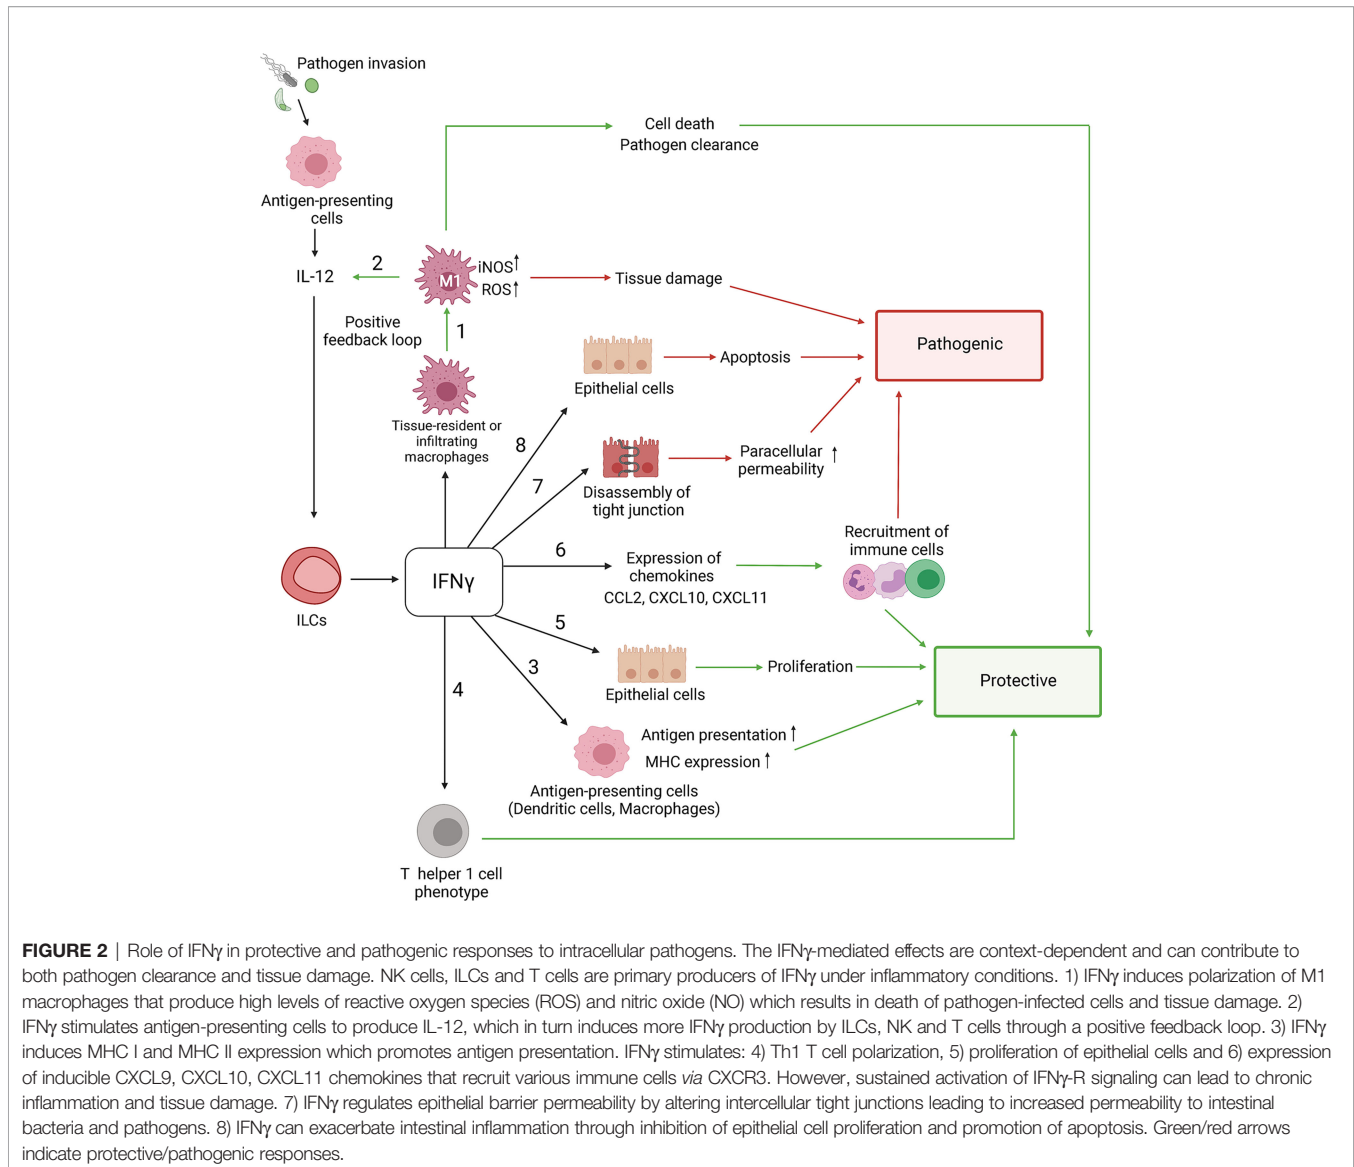 Pathogen invasion
Cell death
Pathogen clearance
Antigen-presenting
cells
IL-12
2
M1
iNOS↑
ROS↑
Tissue damage
Positive
feedback loop
1
Pathogenic
Epithelial cells
Apoptosis
Tissue-resident or
infiltrating
macrophages
8
7
Disassembly of
tight junction
Paracellular ↑
permeability
Recruitment of
immune cells
6
Expression of
chemokines
CCL2, CXCL10, CXCL11
ILCs
IFNγ
5
Epithelial cells
Proliferation
Protective
3
4
Antigen presentation↑
MHC expression↑
Antigen-presenting cells
(Dendritic cells, Macrophages)
T helper 1 cell
phenotype
FIGURE 2 | Role of IFNγ in protective and pathogenic responses to intracellular pathogens. The IFNγ-mediated effects are context-dependent and can contribute to
both pathogen clearance and tissue damage. NK cells, ILCs and T cells are primary producers of IFNγ under inflammatory conditions. 1) IFNγ induces polarization of M1
macrophages that produce high levels of reactive oxygen species (ROS) and nitric oxide (NO) which results in death of pathogen-infected cells and tissue damage. 2)
IFNγ stimulates antigen-presenting cells to produce IL-12, which in turn induces more IFNγ production by ILCs, NK and T cells through a positive feedback loop. 3) IFNγ
induces MHC I and MHC II expression which promotes antigen presentation. IFNγ stimulates: 4) Th1 T cell polarization, 5) proliferation of epithelial cells and 6) expression
of inducible CXCL9, CXCL10, CXCL11 chemokines that recruit various immune cells via CXCR3. However, sustained activation of IFNγ-R signaling can lead to chronic
inflammation and tissue damage. 7) IFNγ regulates epithelial barrier permeability by altering intercellular tight junctions leading to increased permeability to intestinal
bacteria and pathogens. 8) IFNγ can exacerbate intestinal inflammation through inhibition of epithelial cell proliferation and promotion of apoptosis. Green/red arrows
indicate protective/pathogenic responses.